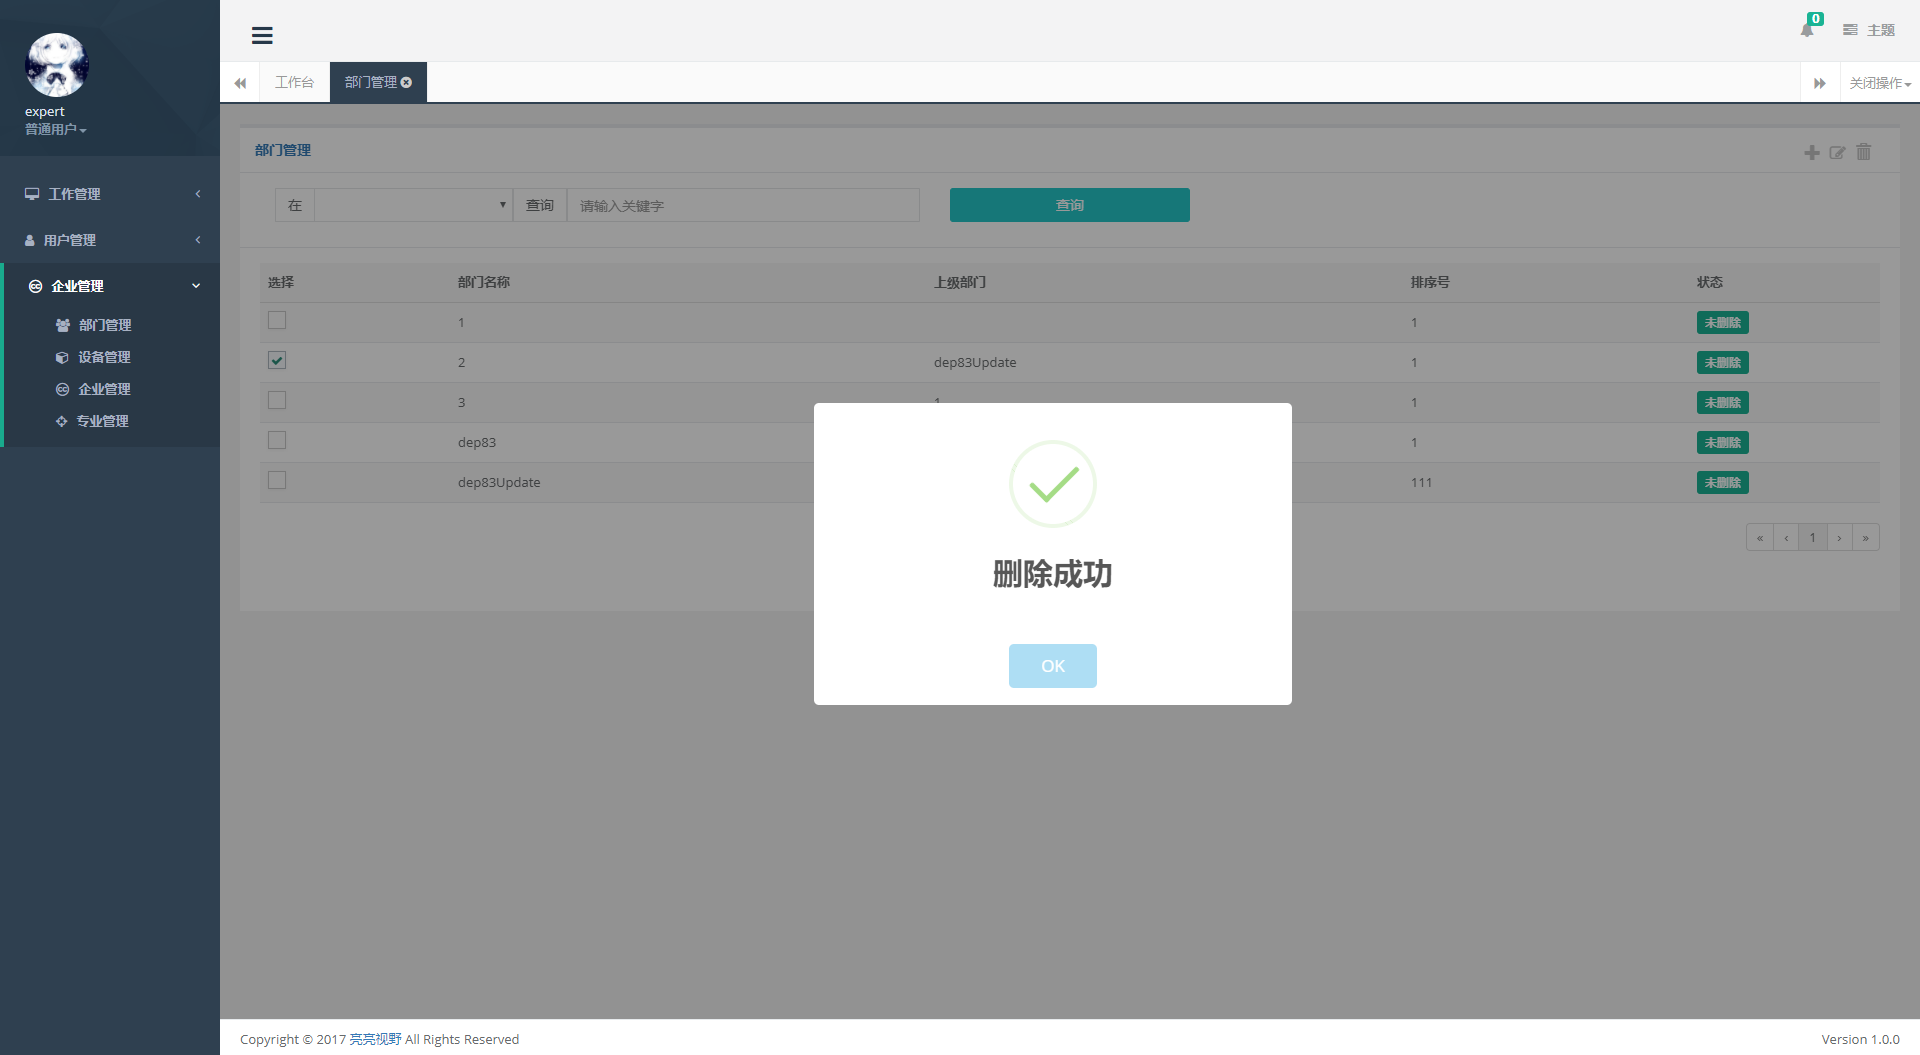 expert
普通用户
工作管理
用户管理
企业管理
部门管理
设备管理
企业管理
专业管理
0
主题
工作台
部门管理
关闭操作
部门管理
在
查询
请输入关键字
查询
选择 部门名称 上级部门 排序号 状态
1 1 未删除
2 dep83Update 1 未删除
3 1 1 未删除
dep83 1 未删除
dep83Update 111 未删除
« ‹ 1 › »
删除成功
OK
Copyright © 2017 亮亮视野 All Rights Reserved
Version 1.0.0